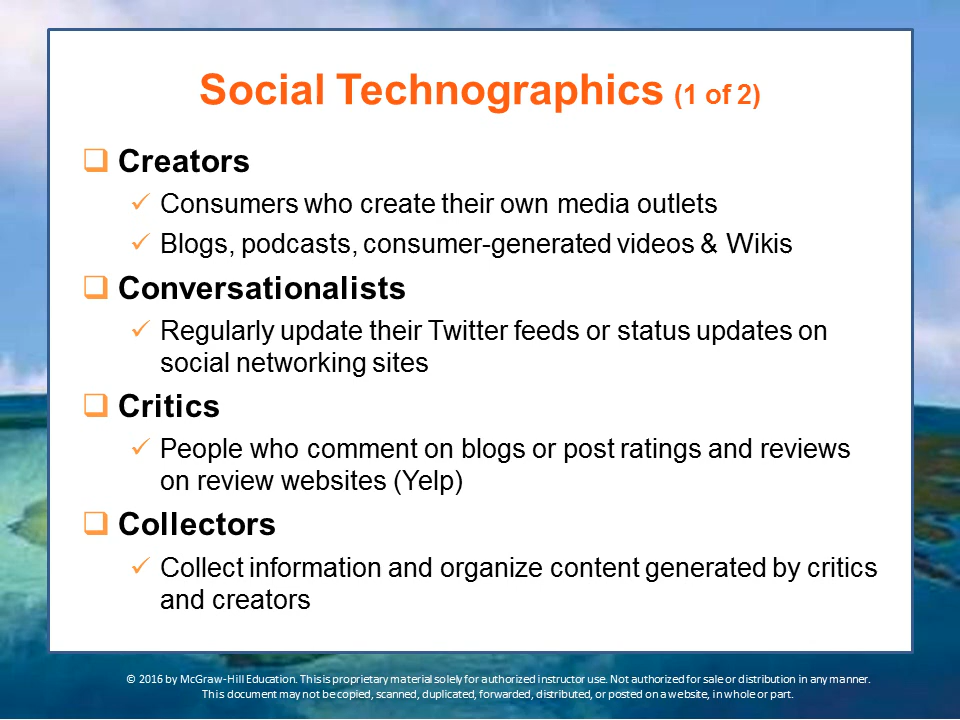 Social Technographics (1 of 2)
Creators
Consumers who create their own media outlets
Blogs, podcasts, consumer-generated videos & Wikis
Conversationalists
Regularly update their Twitter feeds or status updates on
social networking sites
Critics
People who comment on blogs or post ratings and reviews
on review websites (Yelp)
Collectors
Collect information and organize content generated by critics
and creators
© 2016 by McGraw-Hill Education. This is proprietary material solely for authorized instructor use. Not authorized for sale or distribution in any manner.
This document may not be copied, scanned, duplicated, forwarded, distributed, or posted on a website, in whole or part.